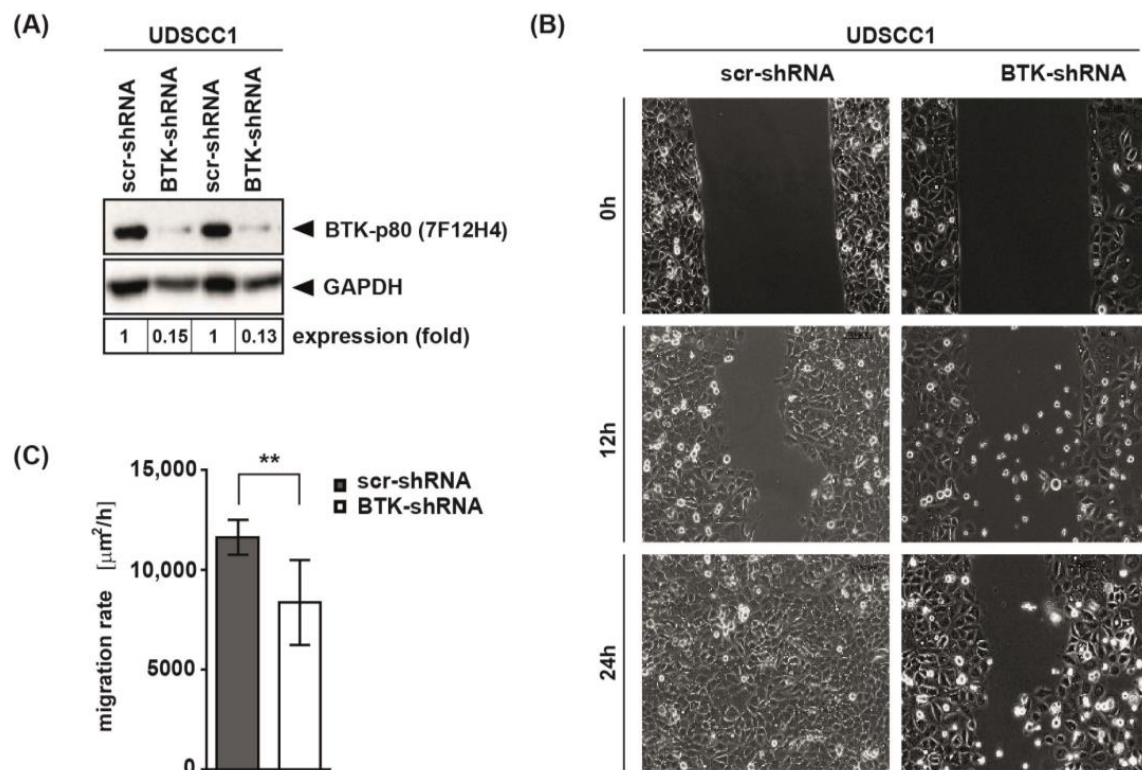 (A)
UDSCC1
scr-shRNA
BTK-shRNA
scr-shRNA
BTK-shRNA
◄ BTK-p80 (7F12H4)
◄ GAPDH
1 0.15 1 0.13 expression (fold)
(B)
UDSCC1
scr-shRNA BTK-shRNA
0h
12h
24h
(C)
migration rate [μm²/h]
15,000
10,000
5000
0
**
scr-shRNA
BTK-shRNA